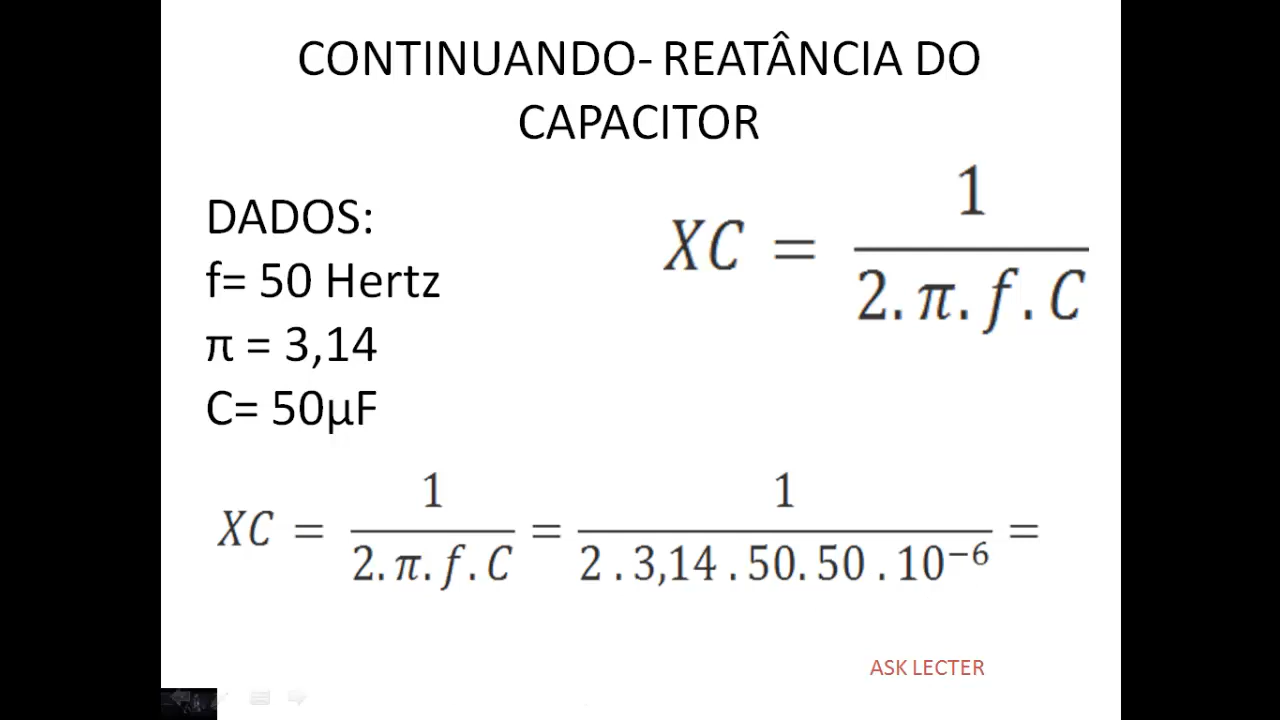 CONTINUANDO- REATÂNCIA DO
CAPACITOR
DADOS:
f= 50 Hertz
π = 3,14
C= 50µF
XC = 1 / 2.π.f.C
XC = 1 / 2.π.f.C = 1 / 2 . 3,14 . 50. 50 . 10⁻⁶ =
ASK LECTER